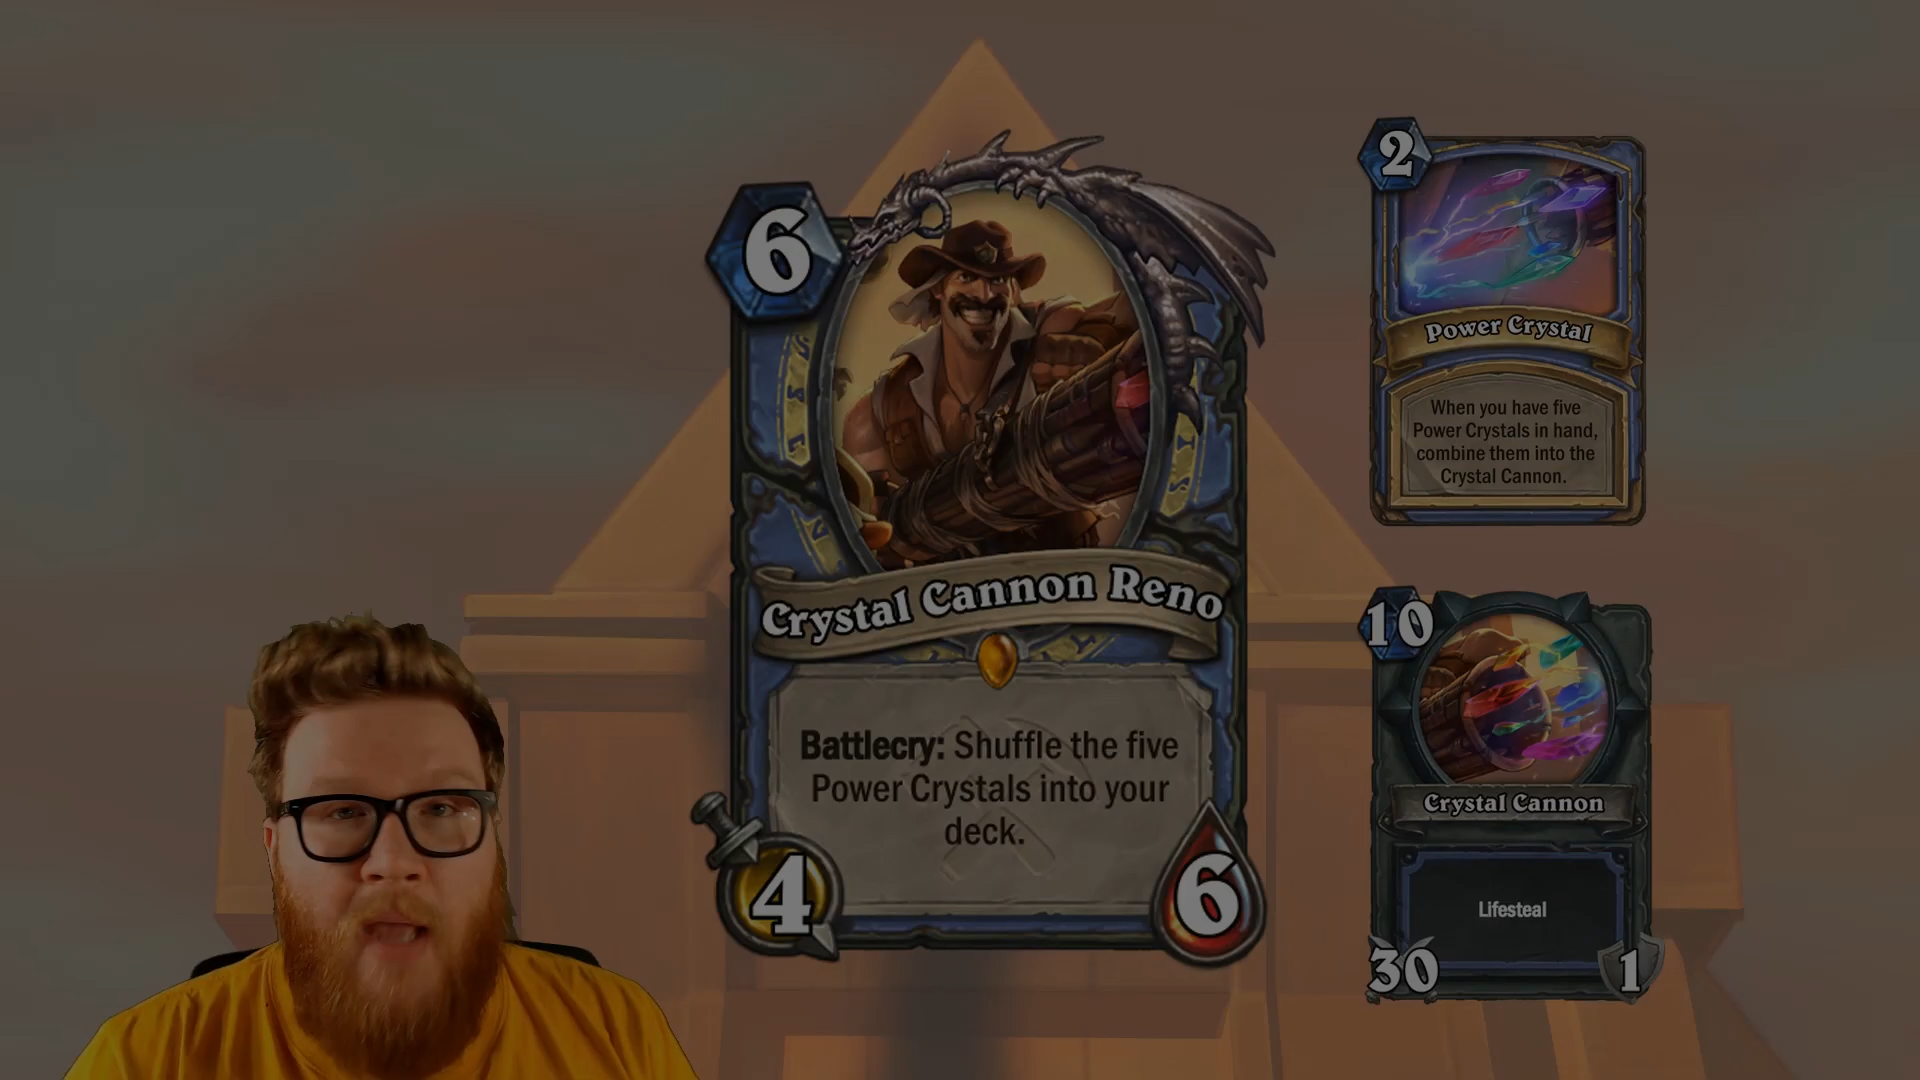 6
Crystal Cannon Reno
Battlecry: Shuffle the five
Power Crystals into your
deck.
4
6
2
Power Crystal
When you have five
Power Crystals in hand,
combine them into the
Crystal Cannon.
10
Crystal Cannon
Lifesteal
30
1